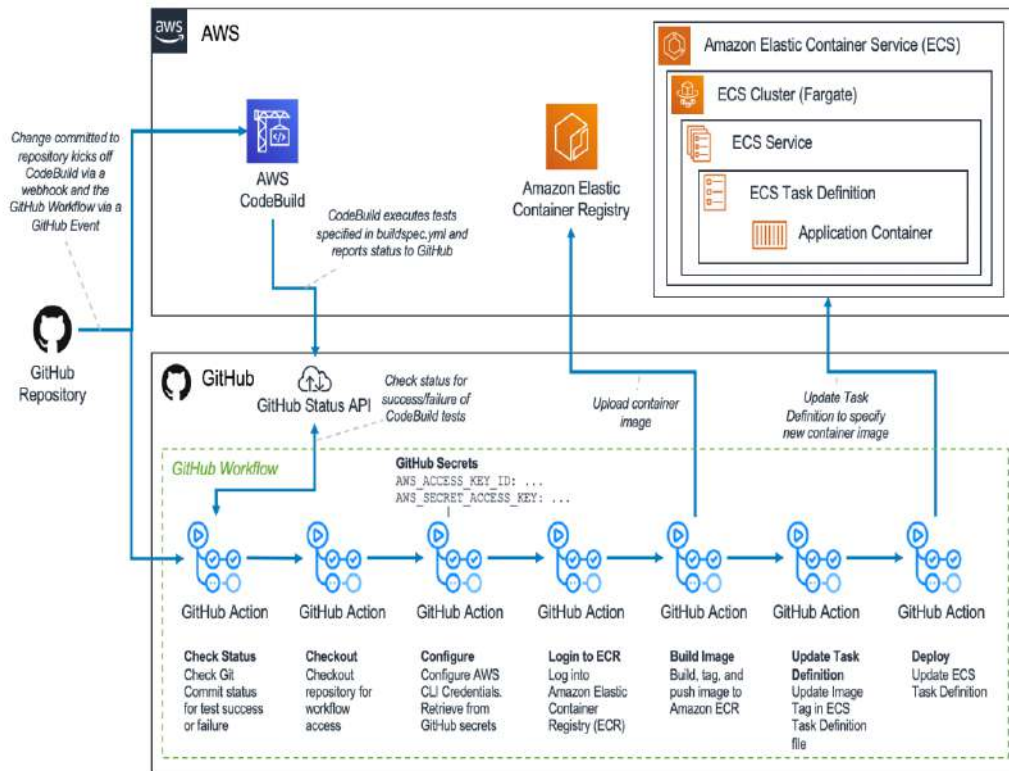 aws
AWS
Amazon Elastic Container Service (ECS)
ECS Cluster (Fargate)
ECS Service
ECS Task Definition
Application Container
Change committed to
repository kicks off
CodeBuild via a
webhook and the
GitHub Workflow via a
GitHub Event
AWS
CodeBuild
Amazon Elastic
Container Registry
CodeBuild executes tests
specified in buildspec.yml and
reports status to GitHub
GitHub
Repository
GitHub
GitHub Status API
Check status for
success/failure of
CodeBuild tests
Upload container
image
Update Task
Definition to specify
new container image
GitHub Workflow
GitHub Secrets
AWS_ACCESS_KEY_ID: ...
AWS_SECRET_ACCESS_KEY: ...
GitHub Action
Check Status
Check Git
Commit status
for test success
or failure
GitHub Action
Checkout
Checkout
repository for
workflow
access
GitHub Action
Configure
Configure AWS
CLI Credentials.
Retrieve from
GitHub secrets
GitHub Action
Login to ECR
Log into
Amazon Elastic
Container
Registry (ECR)
GitHub Action
Build Image
Build, tag, and
push image to
Amazon ECR
GitHub Action
Update Task
Definition
Update Image
Tag in ECS
Task Definition
file
GitHub Action
Deploy
Update ECS
Task Definition